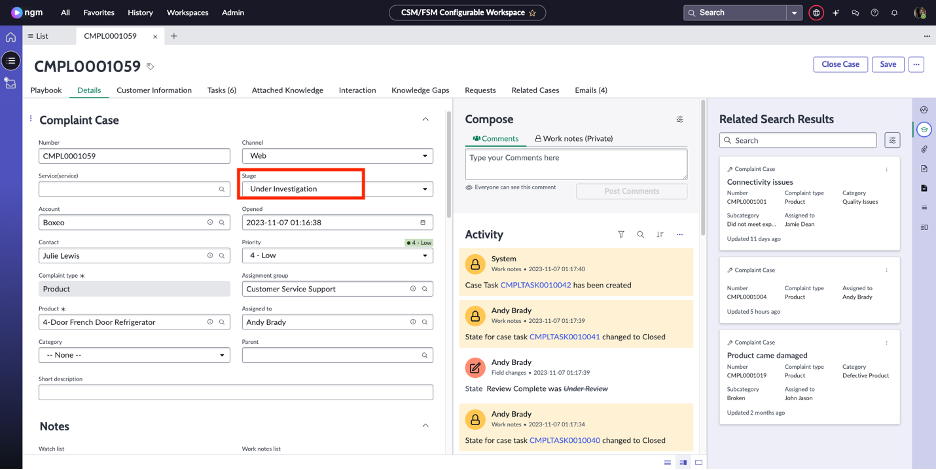 ngm
All Favorites History Workspaces Admin
CSM/FSM Configurable Workspace
Search
List
CMPL0001059
CMPL0001059
Close Case
Save
Playbook Details Customer Information Tasks (6) Attached Knowledge Interaction Knowledge Gaps Requests Related Cases Emails (4)
Complaint Case
Number
CMPL0001059
Channel
Web
Service(service)
Stage
Under Investigation
Account
Boxeo
Opened
2023-11-07 01:16:38
Contact
Julie Lewis
Priority
4 - Low
4 - Low
Complaint type
Product
Assignment group
Customer Service Support
Product
4-Door French Door Refrigerator
Assigned to
Andy Brady
Category
-- None --
Parent
Short description
Notes
Watch list
Work notes list
Compose
Comments
Work notes (Private)
Type your Comments here
Everyone can see this comment
Post Comments
Activity
System
Work notes • 2023-11-07 01:17:40
Case Task CMPLTASK0010042 has been created
Andy Brady
Work notes • 2023-11-07 01:17:39
State for case task CMPLTASK0010041 changed to Closed
Andy Brady
Field changes • 2023-11-07 01:17:39
State Review Complete was Under Review
Andy Brady
Work notes • 2023-11-07 01:17:34
State for case task CMPLTASK0010040 changed to Closed
Related Search Results
Search
Complaint Case
Connectivity issues
Number Complaint type Category
CMPL0001001 Product Quality Issues
Subcategory Assigned to
Did not meet exp... Jamie Dean
Updated 11 days ago
Complaint Case
Number Complaint type Assigned to
CMPL0001004 Product Andy Brady
Updated 5 hours ago
Complaint Case
Product came damaged
Number Complaint type Category
CMPL0001019 Product Defective Product
Subcategory Assigned to
Broken John Jason
Updated 2 months ago